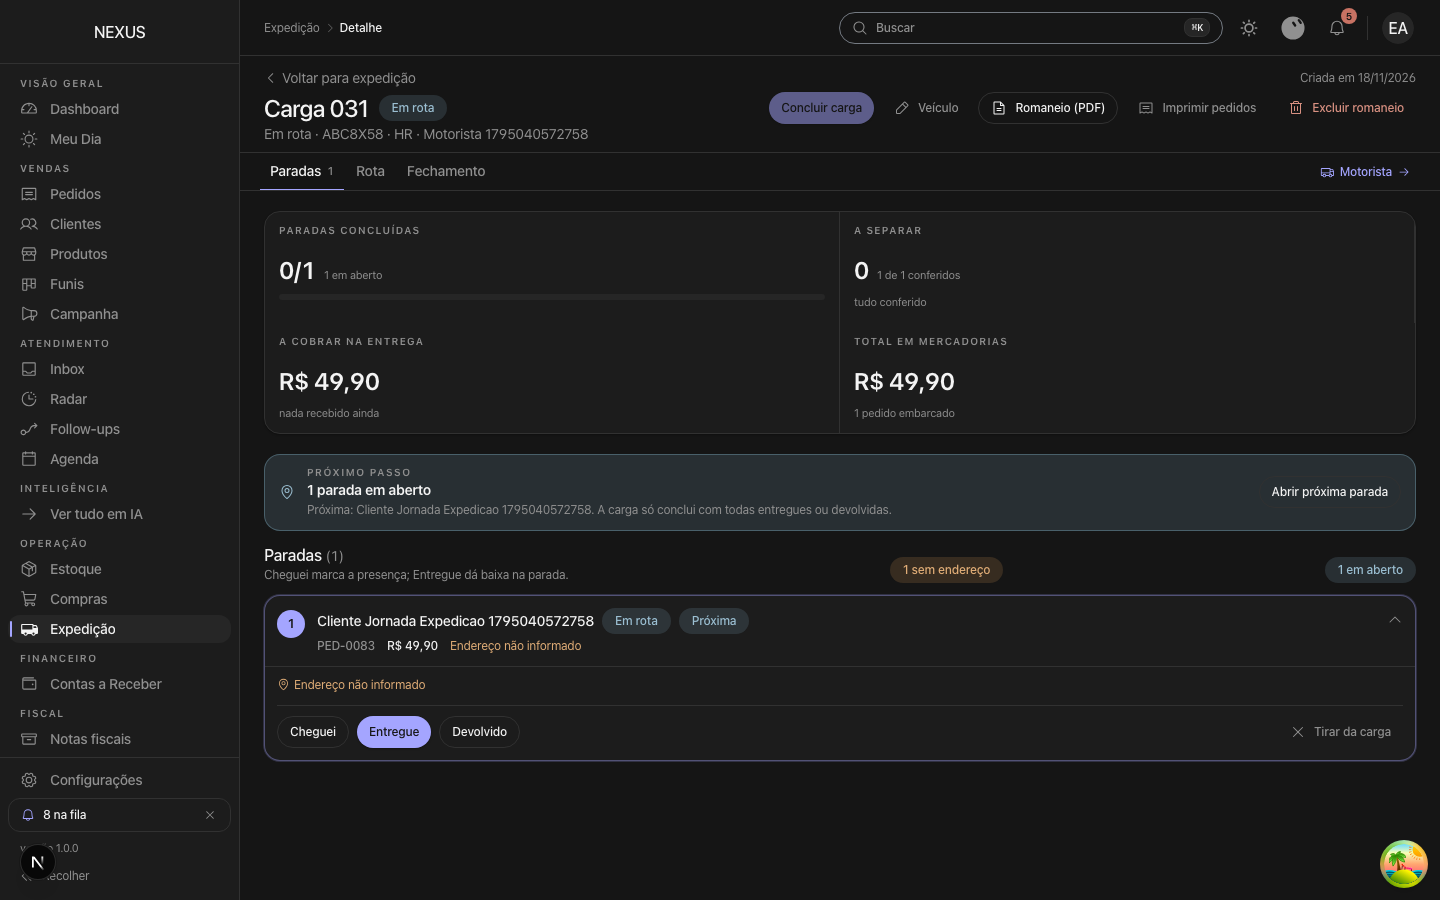 NEXUS
VISÃO GERAL
Dashboard
Meu Dia
VENDAS
Pedidos
Clientes
Produtos
Funis
Campanha
ATENDIMENTO
Inbox
Radar
Follow-ups
Agenda
INTELIGÊNCIA
Ver tudo em IA
OPERAÇÃO
Estoque
Compras
Expedição
FINANCEIRO
Contas a Receber
FISCAL
Notas fiscais
Configurações
8 na fila
1.0.0
N
Expedição > Detalhe
Buscar ⌘K
5
EA
Voltar para expedição
Criada em 18/11/2026
Carga 031 Em rota
Concluir carga Veículo Romaneio (PDF) Imprimir pedidos Excluir romaneio
Em rota · ABC8X58 · HR · Motorista 1795040572758
Paradas 1 Rota Fechamento
Motorista →
PARADAS CONCLUÍDAS
0/1 1 em aberto
A SEPARAR
0 1 de 1 conferidos
tudo conferido
A COBRAR NA ENTREGA
R$ 49,90
nada recebido ainda
TOTAL EM MERCADORIAS
R$ 49,90
1 pedido embarcado
PRÓXIMO PASSO
1 parada em aberto
Próxima: Cliente Jornada Expedicao 1795040572758. A carga só conclui com todas entregues ou devolvidas.
Abrir próxima parada
Paradas (1)
Cheguei marca a presença; Entregue dá baixa na parada.
1 sem endereço
1 em aberto
1 Cliente Jornada Expedicao 1795040572758 Em rota Próxima
PED-0083 R$ 49,90 Endereço não informado
Endereço não informado
Cheguei Entregue Devolvido
Tirar da carga